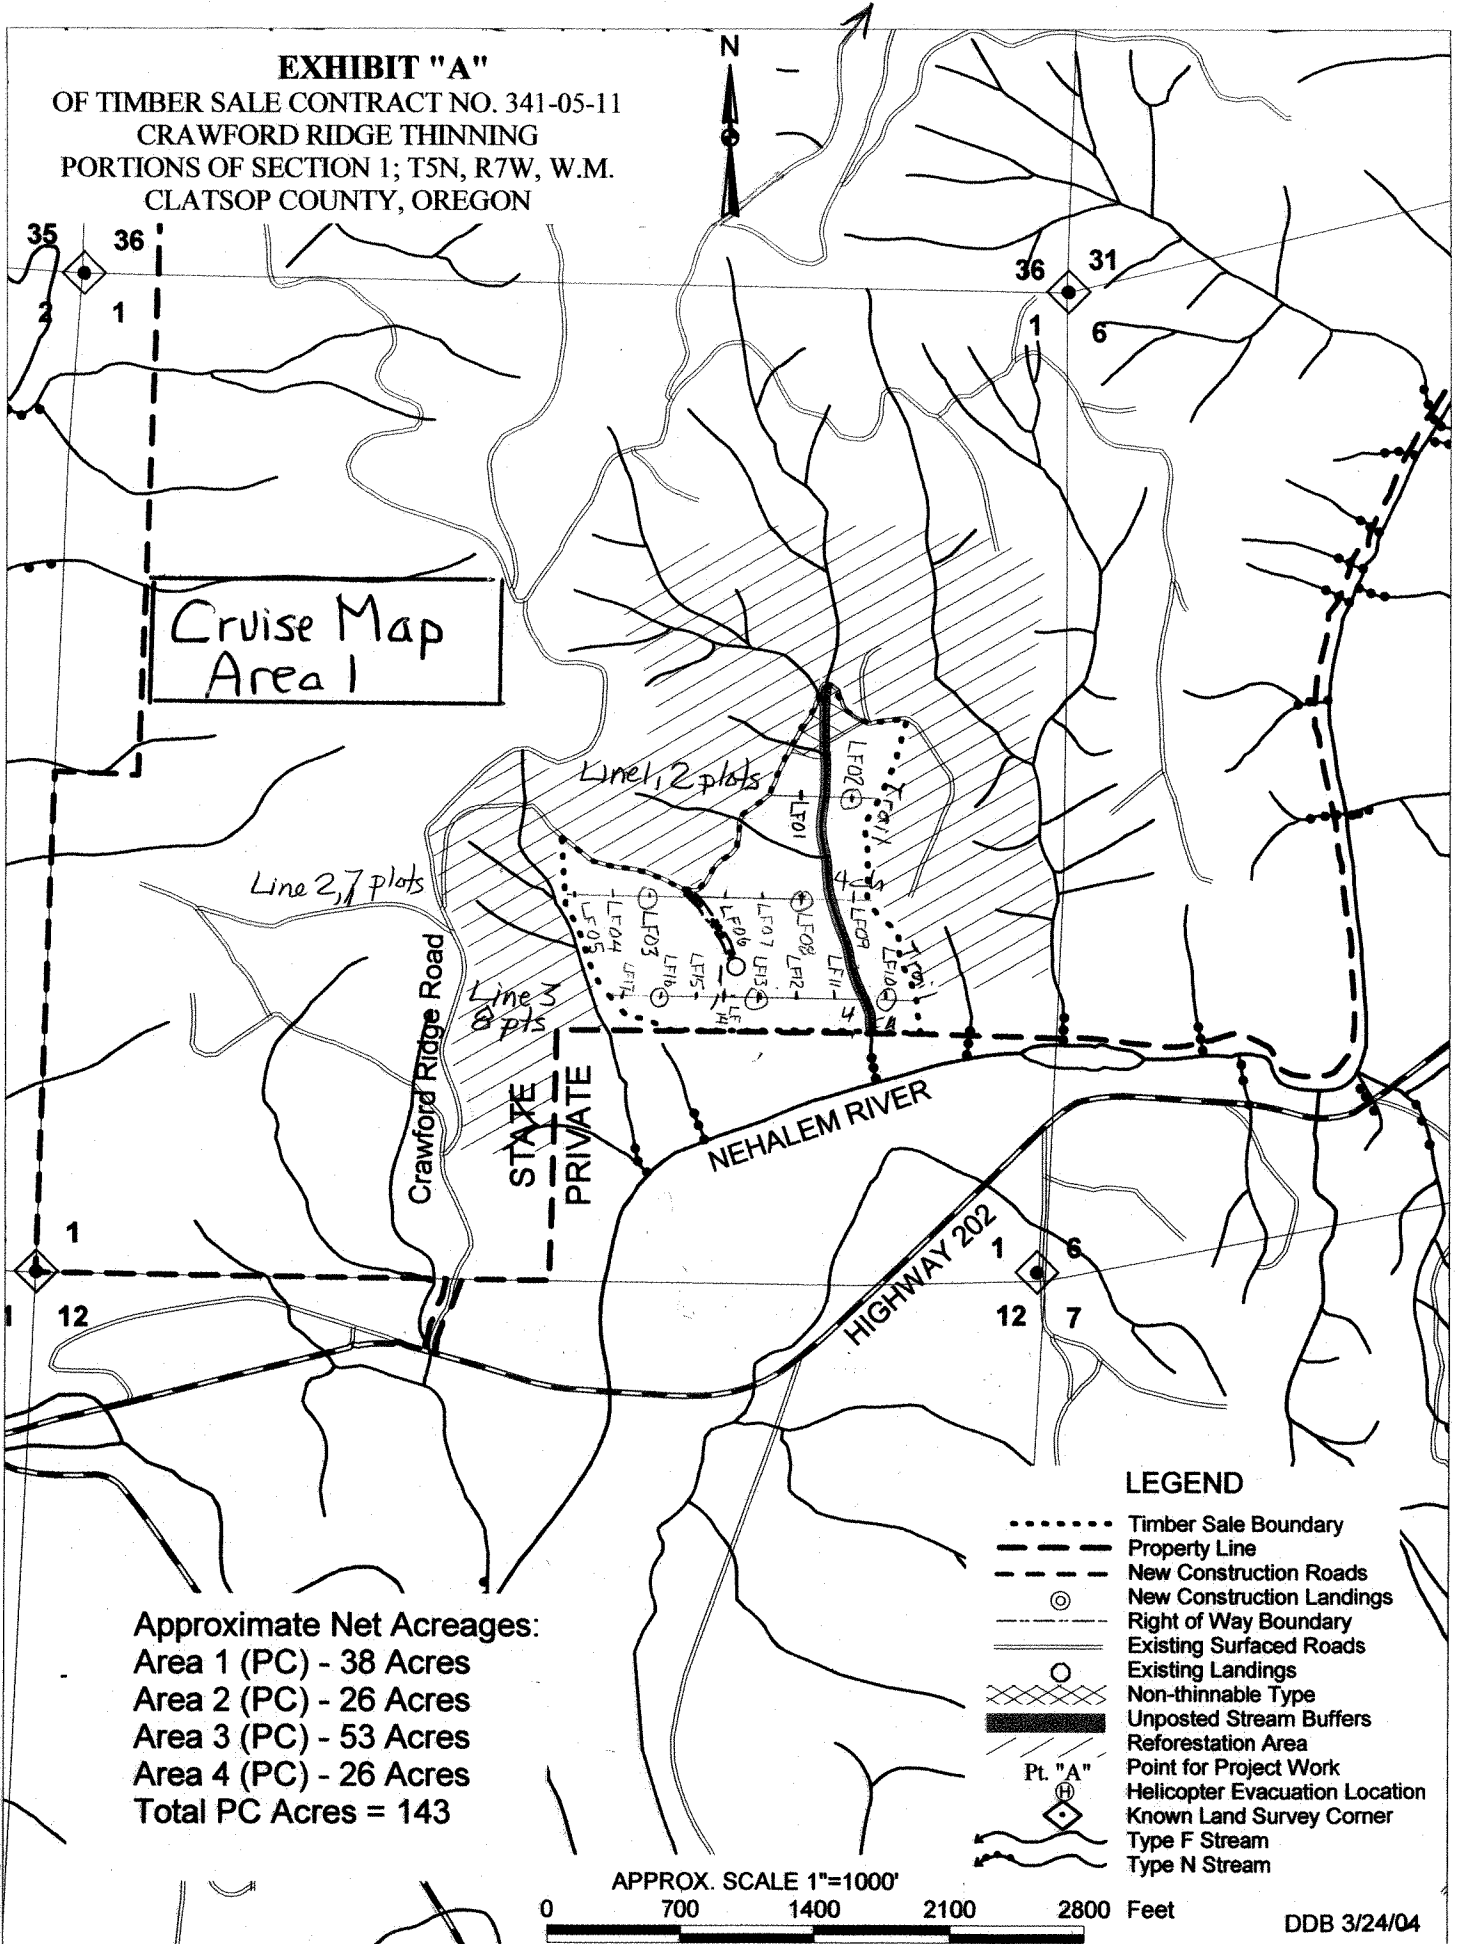 EXHIBIT "A"
OF TIMBER SALE CONTRACT NO. 341-05-11
CRAWFORD RIDGE THINNING
PORTIONS OF SECTION 1; T5N, R7W, W.M.
CLATSOP COUNTY, OREGON
N
35 36
2 1
36 31
1 6
Cruise Map
Area 1
Line 1, 2 plots
LF01
LF02
Trail
Line 2, 7 plots
LF05
LF04
LF03
LF06
LF07
LF08
LF09
LF10
Line 3
8 pts
LF17
LF16
LF15
LF14
LF13
LF12
LF11
Crawford Ridge Road
STATE
PRIVATE
NEHALEM RIVER
HIGHWAY 202
1
1 12
1 6
12 7
LEGEND
Timber Sale Boundary
Property Line
New Construction Roads
New Construction Landings
Right of Way Boundary
Existing Surfaced Roads
Existing Landings
Non-thinnable Type
Unposted Stream Buffers
Reforestation Area
Pt. "A" Point for Project Work
H Helicopter Evacuation Location
Known Land Survey Corner
Type F Stream
Type N Stream
Approximate Net Acreages:
Area 1 (PC) - 38 Acres
Area 2 (PC) - 26 Acres
Area 3 (PC) - 53 Acres
Area 4 (PC) - 26 Acres
Total PC Acres = 143
APPROX. SCALE 1"=1000'
0 700 1400 2100 2800 Feet
DDB 3/24/04